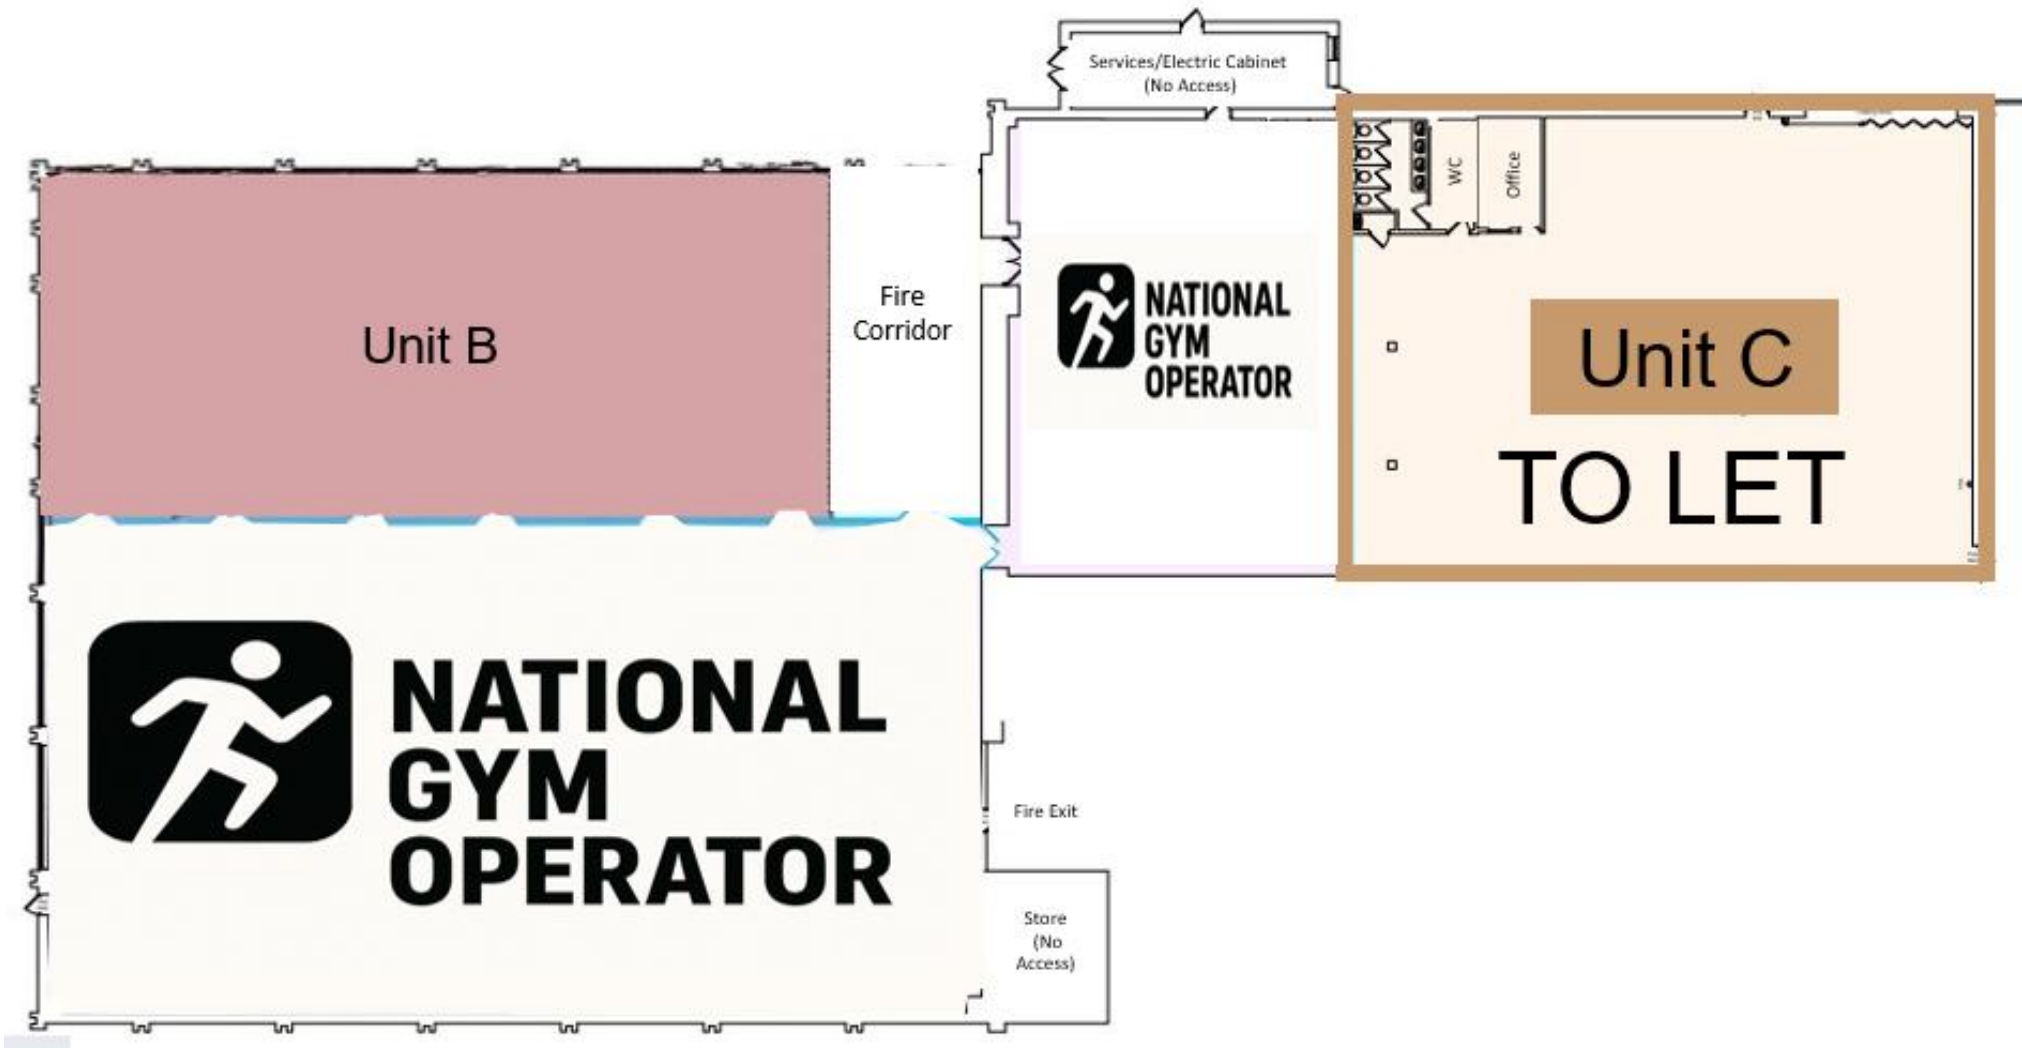 Services/Electric Cabinet
(No Access)
WC
Office
Unit B
Fire
Corridor
NATIONAL
GYM
OPERATOR
Unit C
TO LET
NATIONAL
GYM
OPERATOR
Fire Exit
Store
(No
Access)